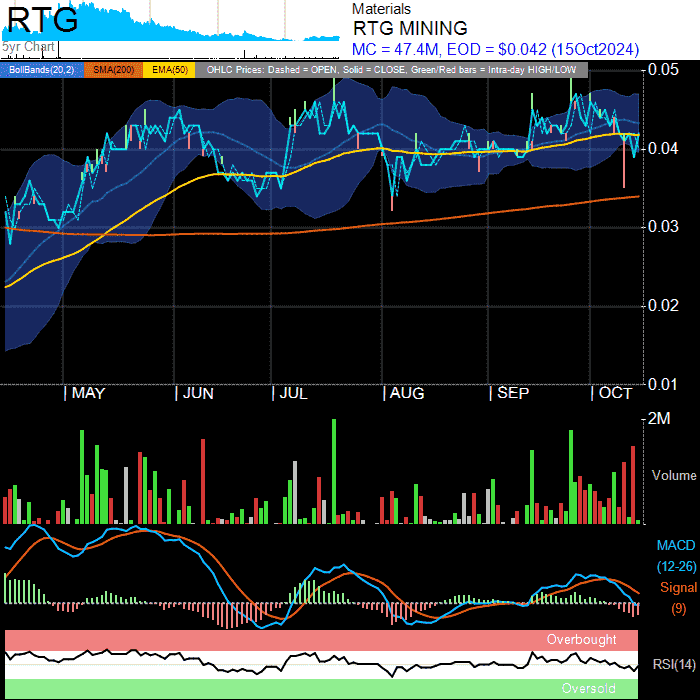 RTG
5yr Chart
Materials
RTG MINING
MC = 47.4M, EOD = $0.042 (15Oct2024)
BollBands(20,2) SMA(200) EMA(50) OHLC Prices: Dashed = OPEN, Solid = CLOSE, Green/Red bars = Intra-day HIGH/LOW
0.05
0.04
0.03
0.02
0.01
| MAY | JUN | JUL | AUG | SEP | OCT
2M
Volume
MACD
(12-26)
Signal
(9)
Overbought
RSI(14)
Oversold